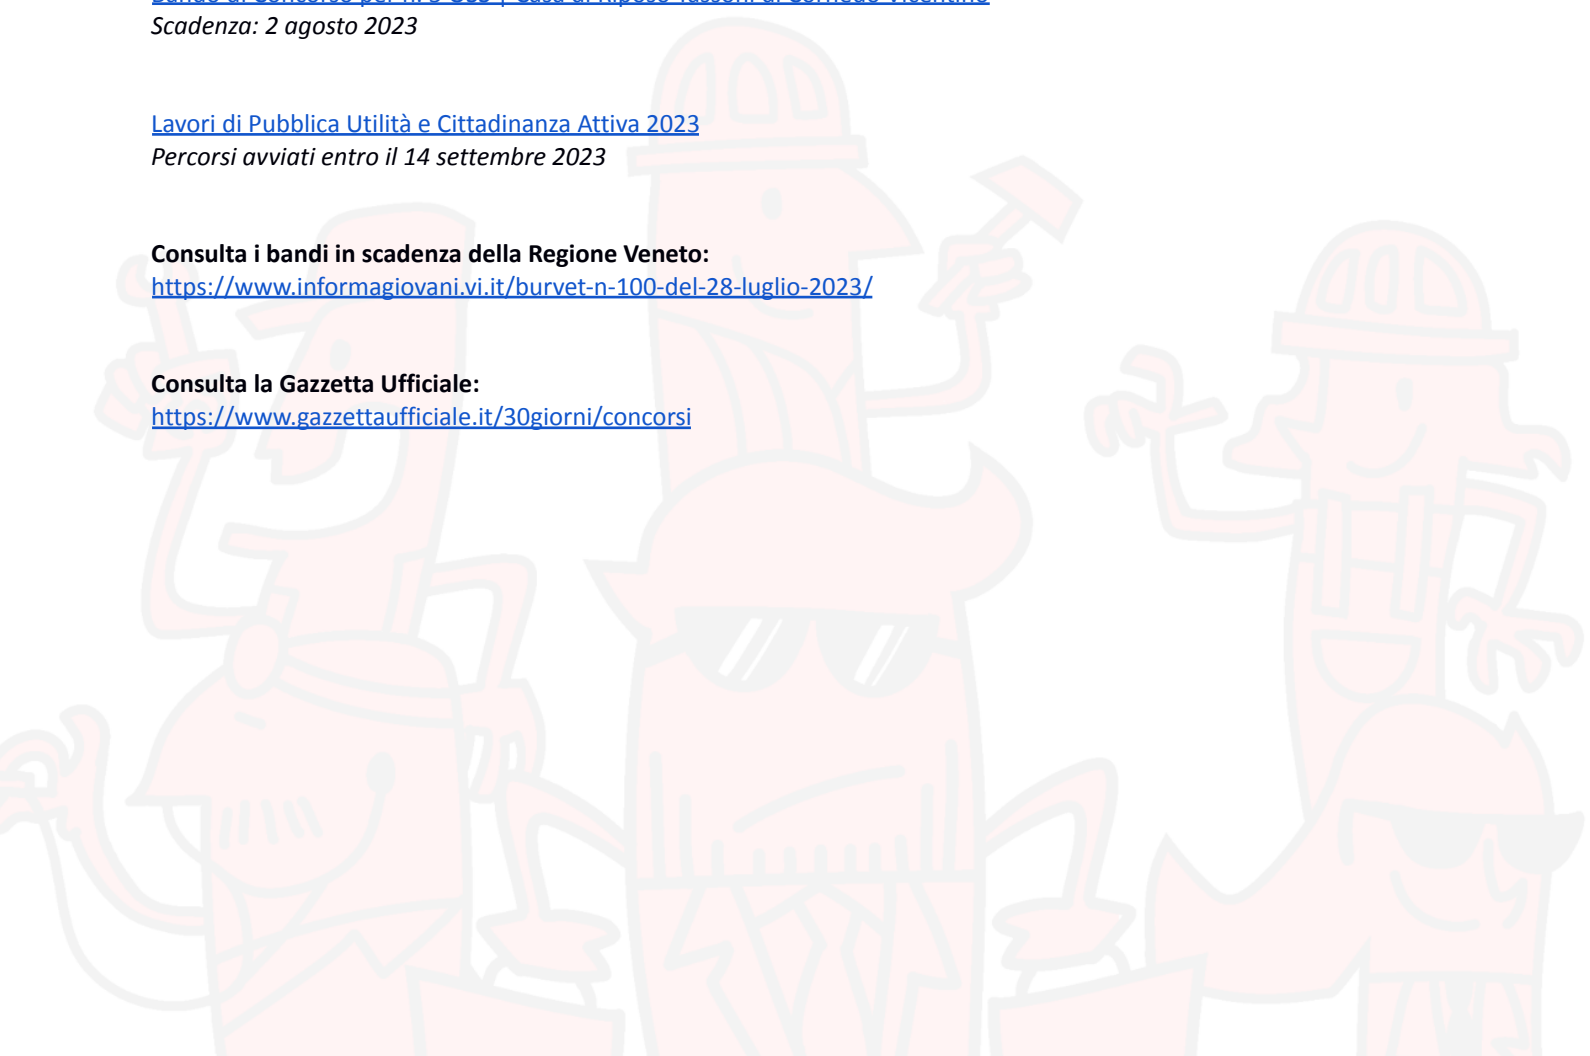 Scadenza: 2 agosto 2023
Lavori di Pubblica Utilità e Cittadinanza Attiva 2023
Percorsi avviati entro il 14 settembre 2023
Consulta i bandi in scadenza della Regione Veneto:
https://www.informagiovani.vi.it/burvet-n-100-del-28-luglio-2023/
Consulta la Gazzetta Ufficiale:
https://www.gazzettaufficiale.it/30giorni/concorsi